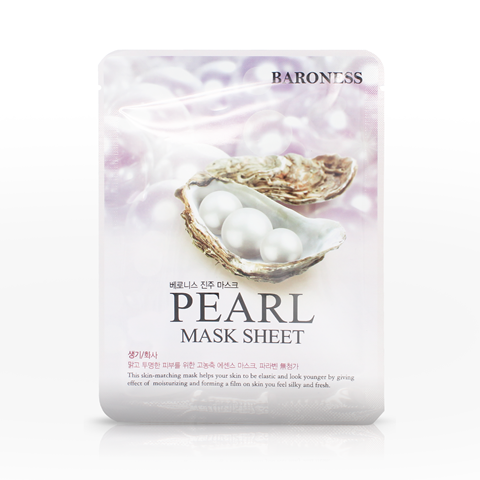 BARONESS
베로니스 진주 마스크
PEARL
MASK SHEET
생기/화사
맑고 투명한 피부를 위한 고농축 에센스 마스크, 파라벤 無첨가
This skin-matching mask helps your skin to be elastic and look younger by giving
effect of moisturizing and forming a film on skin you feel silky and fresh.